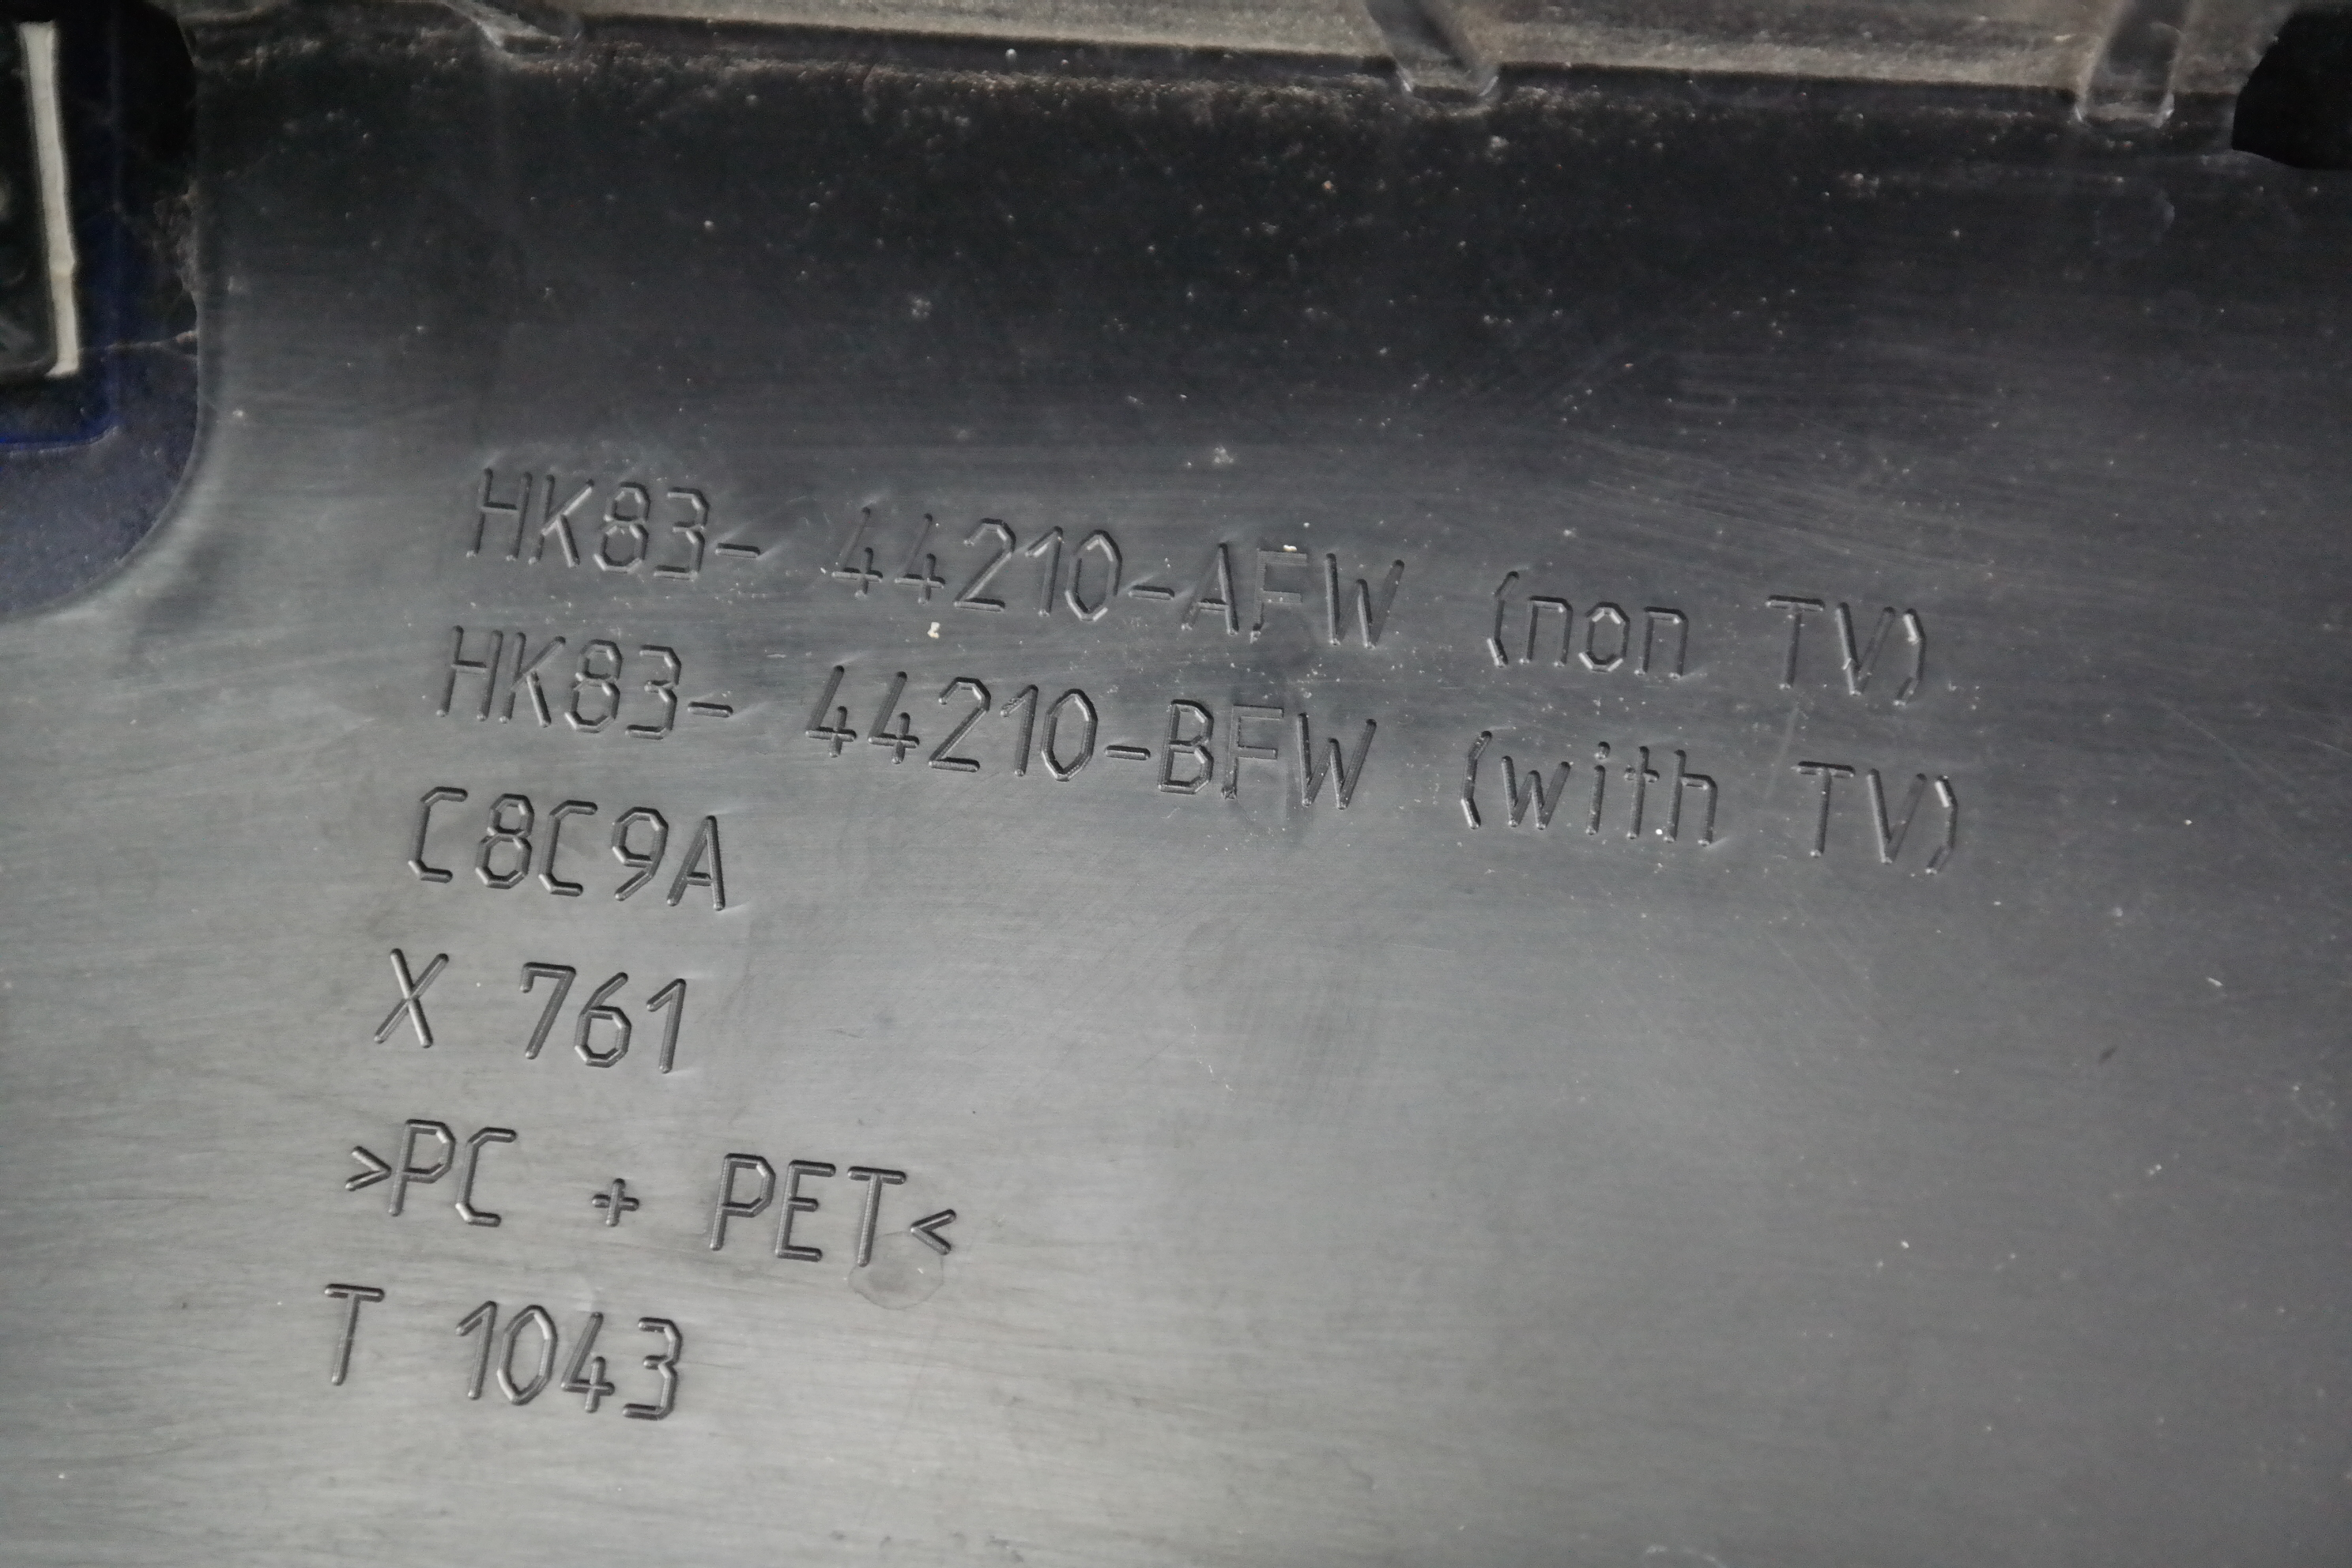 HK83- 44210-AFW (non TV)
HK83- 44210-BFW (with TV)
C8C9A
X 761
>PC + PET<
T 1043